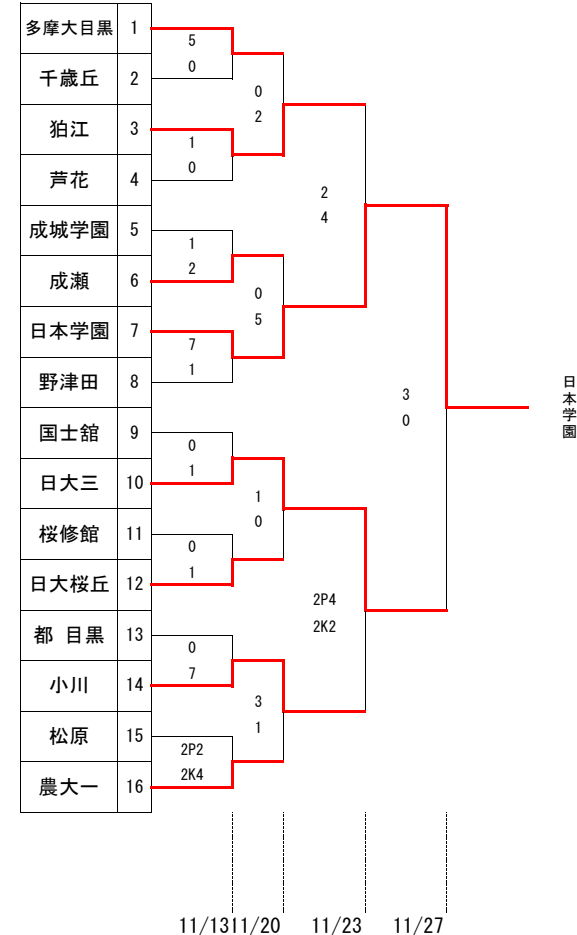 多摩大目黒 1
5
0
千歳丘 2
0
2
狛江 3
1
0
芦花 4
2
4
成城学園 5
1
2
成瀬 6
0
5
日本学園 7
7
1
野津田 8
3
0
日本学園
国士舘 9
0
1
日大三 10
1
0
桜修館 11
0
1
日大桜丘 12
2P4
2K2
都 目黒 13
0
7
小川 14
3
1
松原 15
2P2
2K4
農大一 16
11/13 11/20 11/23 11/27